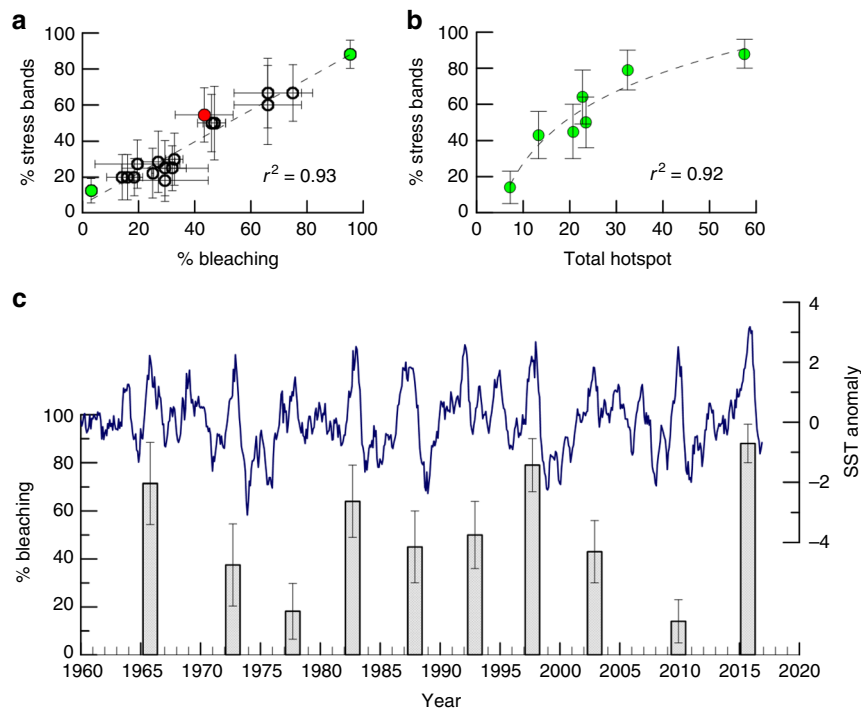 a
100
80
60
40
20
0
% stress bands
r² = 0.93
0 20 40 60 80 100
% bleaching
b
100
80
60
40
20
0
% stress bands
r² = 0.92
0 10 20 30 40 50 60
Total hotspot
c
4
2
0
–2
–4
SST anomaly
100
80
60
40
20
0
% bleaching
1960 1965 1970 1975 1980 1985 1990 1995 2000 2005 2010 2015 2020
Year